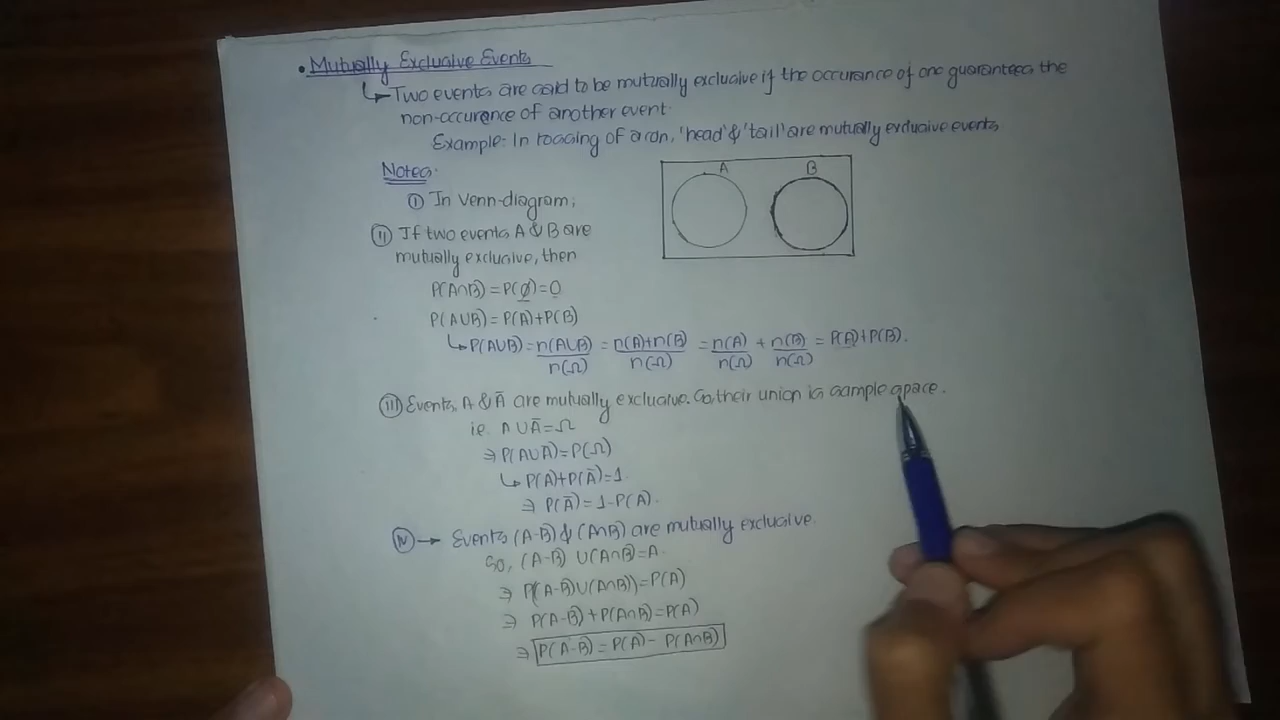 • Mutually Exclusive Events
↳ Two events are said to be mutually exclusive if the occurance of one guarantees the
non-occurance of another event.
Example: In tossing of a coin, 'head' & 'tail' are mutually exclusive events
Notes:
① In Venn-diagram,
A B
ⓘⓘ If two events A & B are
mutually exclusive, then
P(A∩B) = P(∅) = 0
P(A∪B) = P(A) + P(B)
↳ P(A∪B) = n(A∪B)/n(Ω) = n(A)+n(B)/n(Ω) = n(A)/n(Ω) + n(B)/n(Ω) = P(A) + P(B).
(iii) Events, A & Ā are mutually exclusive. So, their union is sample space.
i.e. A∪Ā = Ω
⇒ P(A∪Ā) = P(Ω)
↳ P(A) + P(Ā) = 1
⇒ P(Ā) = 1 - P(A).
(iv) → Events (A-B) & (A∩B) are mutually exclusive.
So, (A-B) ∪ (A∩B) = A.
⇒ P((A-B) ∪ (A∩B)) = P(A)
⇒ P(A-B) + P(A∩B) = P(A)
⇒ P(A-B) = P(A) - P(A∩B)